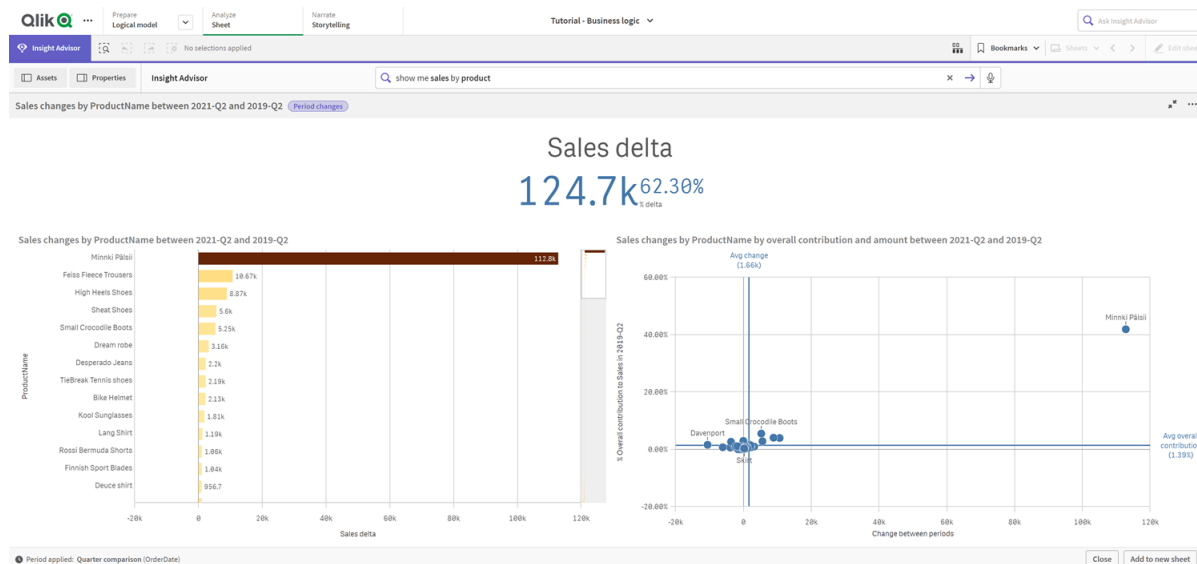 Qlik
Prepare
Logical model
Analyze
Sheet
Narrate
Storytelling
Tutorial - Business logic
Ask Insight Advisor
Insight Advisor
No selections applied
Bookmarks
Sheets
Edit shee
Assets
Properties
Insight Advisor
show me sales by product
Sales changes by ProductName between 2021-Q2 and 2019-Q2
Period changes
Sales delta
124.7k
62.30%
% delta
Sales changes by ProductName between 2021-Q2 and 2019-Q2
ProductName
Minnki Pälsii 112.8k
Feiss Fleece Trousers 10.67k
High Heels Shoes 8.87k
Sheat Shoes 5.6k
Small Crocodile Boots 5.25k
Dream robe 3.16k
Desperado Jeans 2.2k
TieBreak Tennis shoes 2.19k
Bike Helmet 2.13k
Kool Sunglasses 1.81k
Lang Shirt 1.19k
Rossi Bermuda Shorts 1.06k
Finnish Sport Blades 1.04k
Deuce shirt 956.7
-20k 0 20k 40k 60k 80k 100k 120k
Sales delta
Sales changes by ProductName by overall contribution and amount between 2021-Q2 and 2019-Q2
Avg change
(1.66k)
% Overall contribution to Sales in 2019-Q2
60.00%
40.00%
20.00%
0.00%
-20.00%
Minnki Pälsii
Small Crocodile Boots
Davenport
Skirt
Avg overall
contributio
(1.39%)
-20k 0 20k 40k 60k 80k 100k 120k
Change between periods
Period applied: Quarter comparison (OrderDate)
Close
Add to new sheet